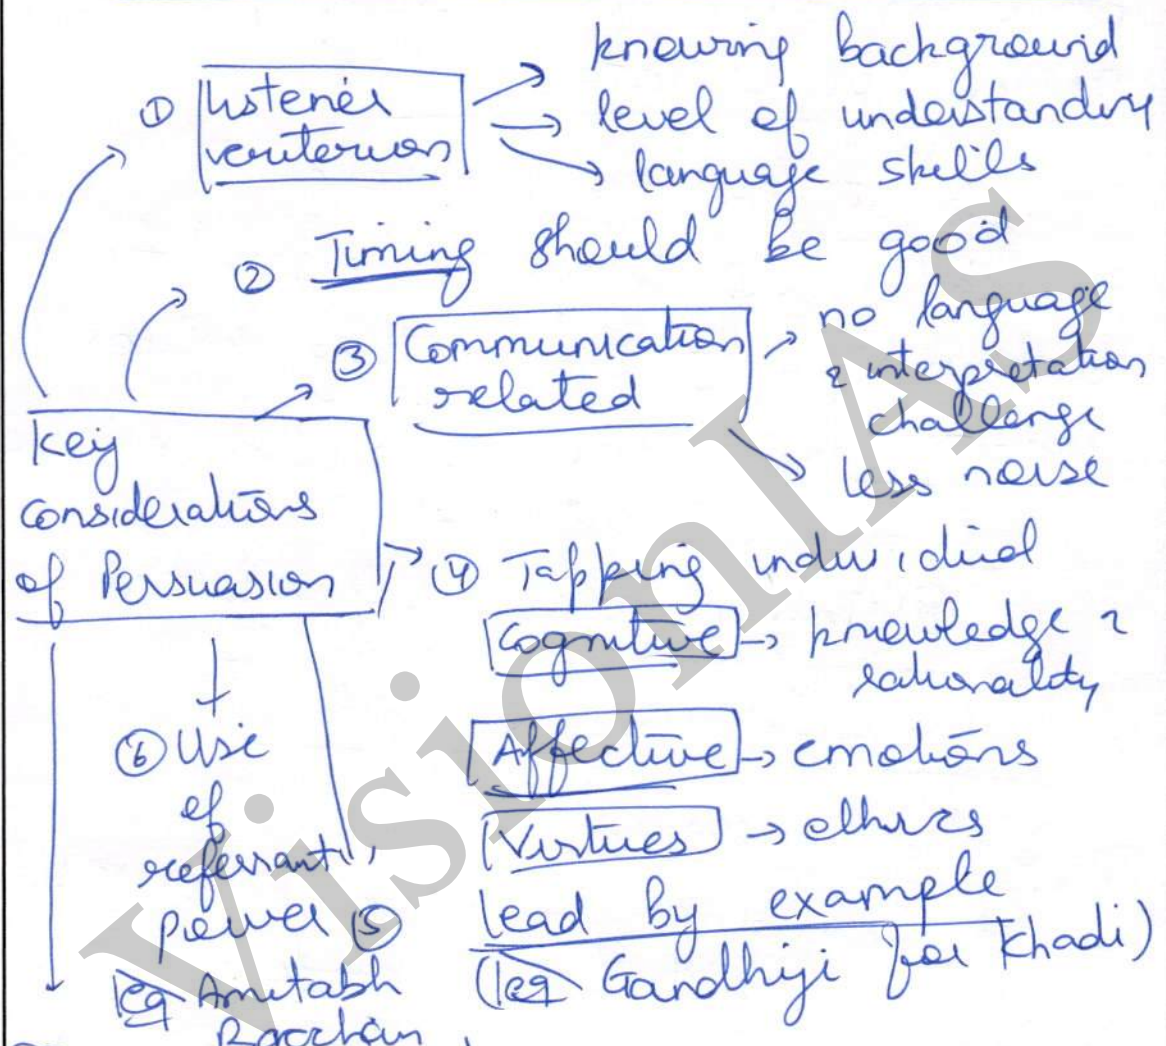 ① Listener
criterion
→ knowing background
→ level of understanding
→ language skills
② Timing should be good
③ Communication
related
→ no language
& interpretation
challenge
→ less noise
Key
considerations
of Persuasion
→ ④ Tapping individual
Cognitive → knowledge &
rationality
Affective → emotions
Virtues → ethics
⑤ lead by example
(eg Gandhiji for Khadi)
⑥ Use
of
referrant
power
eg Amitabh
Bachchan
VisionIAS